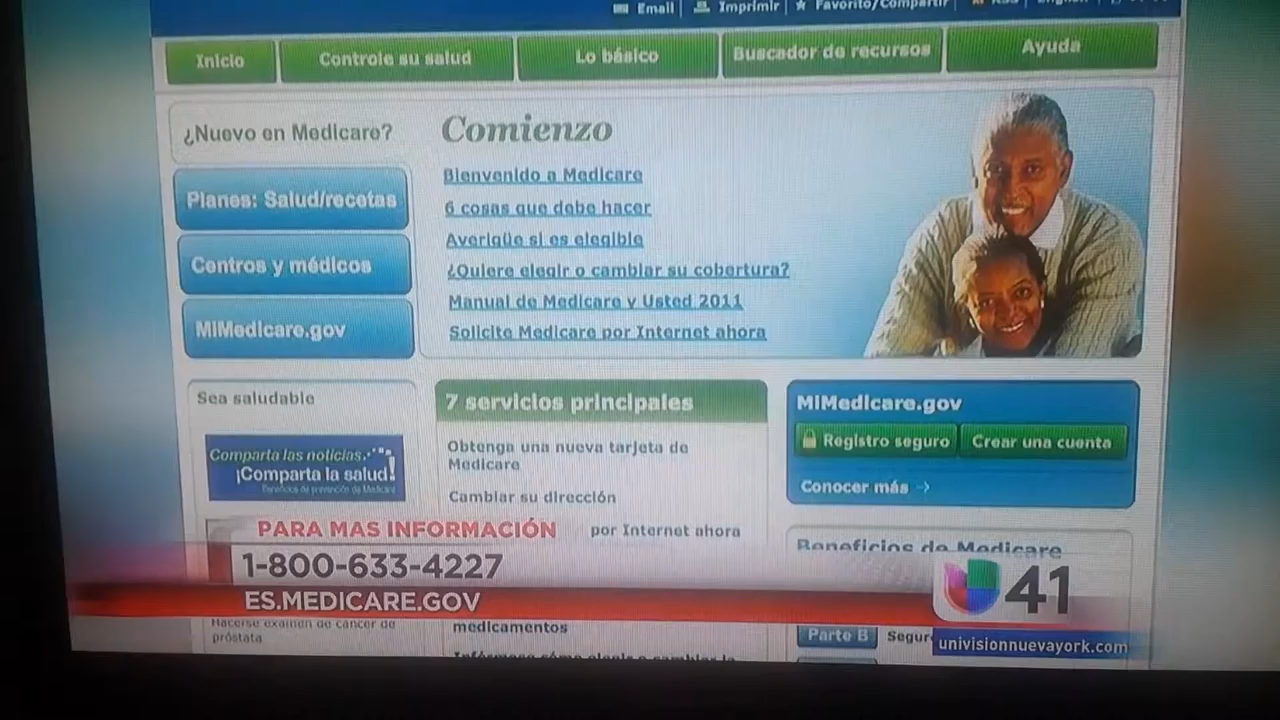 Email
Imprimir
Favorito/Compartir
Inicio
Controle su salud
Lo básico
Buscador de recursos
Ayuda
¿Nuevo en Medicare?
Planes: Salud/recetas
Centros y médicos
MiMedicare.gov
Comienzo
Bienvenido a Medicare
6 cosas que debe hacer
Averigüe si es elegible
¿Quiere elegir o cambiar su cobertura?
Manual de Medicare y Usted 2011
Solicite Medicare por Internet ahora
Sea saludable
Comparta las noticias...
¡Comparta la salud!
Beneficios de prevención de Medicare
7 servicios principales
Obtenga una nueva tarjeta de
Medicare
Cambiar su dirección
por Internet ahora
MiMedicare.gov
Registro seguro
Crear una cuenta
Conocer más
Beneficios de Medicare
PARA MAS INFORMACIÓN
1-800-633-4227
ES.MEDICARE.GOV
41
univisionnuevayork.com
Hacerse examen de cáncer de
próstata
medicamentos
Parte B